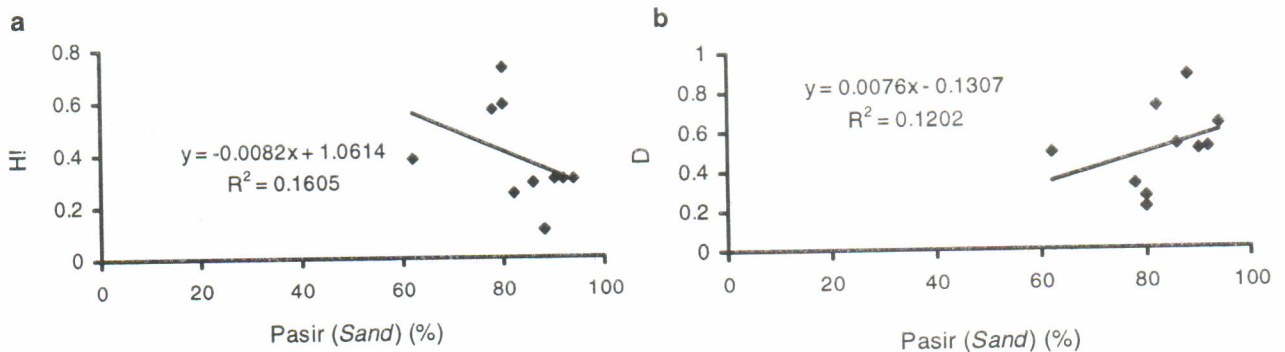 a
0.8
0.6
0.4
0.2
0
H!
y = -0.0082x + 1.0614
R² = 0.1605
0 20 40 60 80 100
Pasir (Sand) (%)
b
1
0.8
0.6
0.4
0.2
0
D
y = 0.0076x - 0.1307
R² = 0.1202
0 20 40 60 80 100
Pasir (Sand) (%)